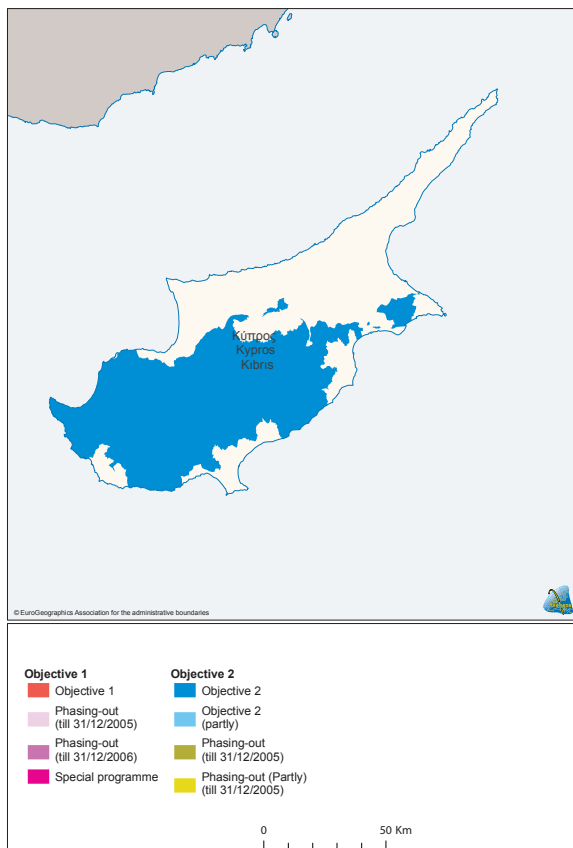 Κύπρος
Kypros
Kıbrıs
© EuroGeographics Association for the administrative boundaries
Objective 1
Objective 1
Phasing-out
(till 31/12/2005)
Phasing-out
(till 31/12/2006)
Special programme
Objective 2
Objective 2
Objective 2
(partly)
Phasing-out
(till 31/12/2005)
Phasing-out (Partly)
(till 31/12/2005)
0 50 Km